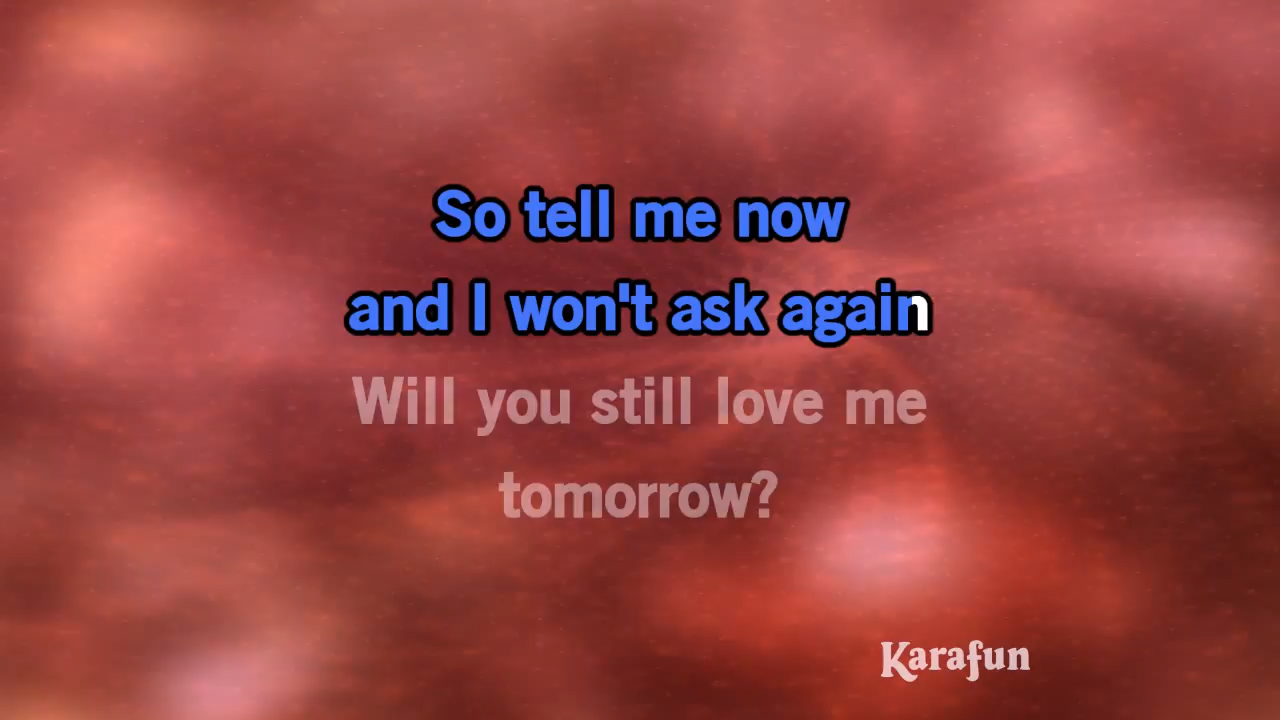 So tell me now
and I won't ask again
Will you still love me
tomorrow?
Karafun